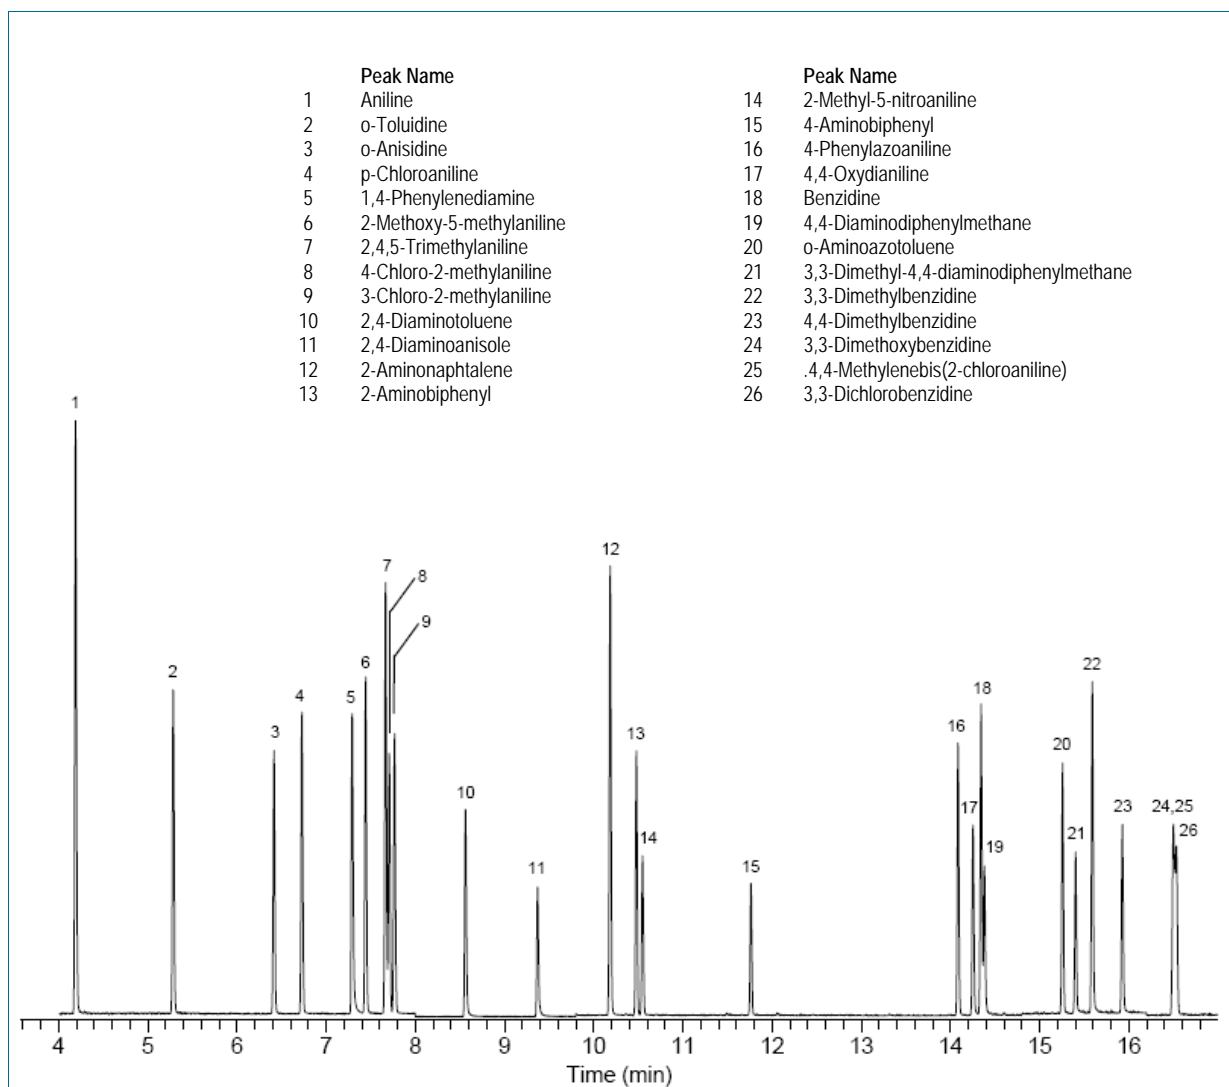 Peak Name
1 Aniline
2 o-Toluidine
3 o-Anisidine
4 p-Chloroaniline
5 1,4-Phenylenediamine
6 2-Methoxy-5-methylaniline
7 2,4,5-Trimethylaniline
8 4-Chloro-2-methylaniline
9 3-Chloro-2-methylaniline
10 2,4-Diaminotoluene
11 2,4-Diaminoanisole
12 2-Aminonaphtalene
13 2-Aminobiphenyl
Peak Name
14 2-Methyl-5-nitroaniline
15 4-Aminobiphenyl
16 4-Phenylazoaniline
17 4,4-Oxydianiline
18 Benzidine
19 4,4-Diaminodiphenylmethane
20 o-Aminoazotoluene
21 3,3-Dimethyl-4,4-diaminodiphenylmethane
22 3,3-Dimethylbenzidine
23 4,4-Dimethylbenzidine
24 3,3-Dimethoxybenzidine
25 .4,4-Methylenebis(2-chloroaniline)
26 3,3-Dichlorobenzidine
1
2
3
4
5
6
7
8
9
10
11
12
13
14
15
16
17
18
19
20
21
22
23
24,25
26
4 5 6 7 8 9 10 11 12 13 14 15 16
Time (min)